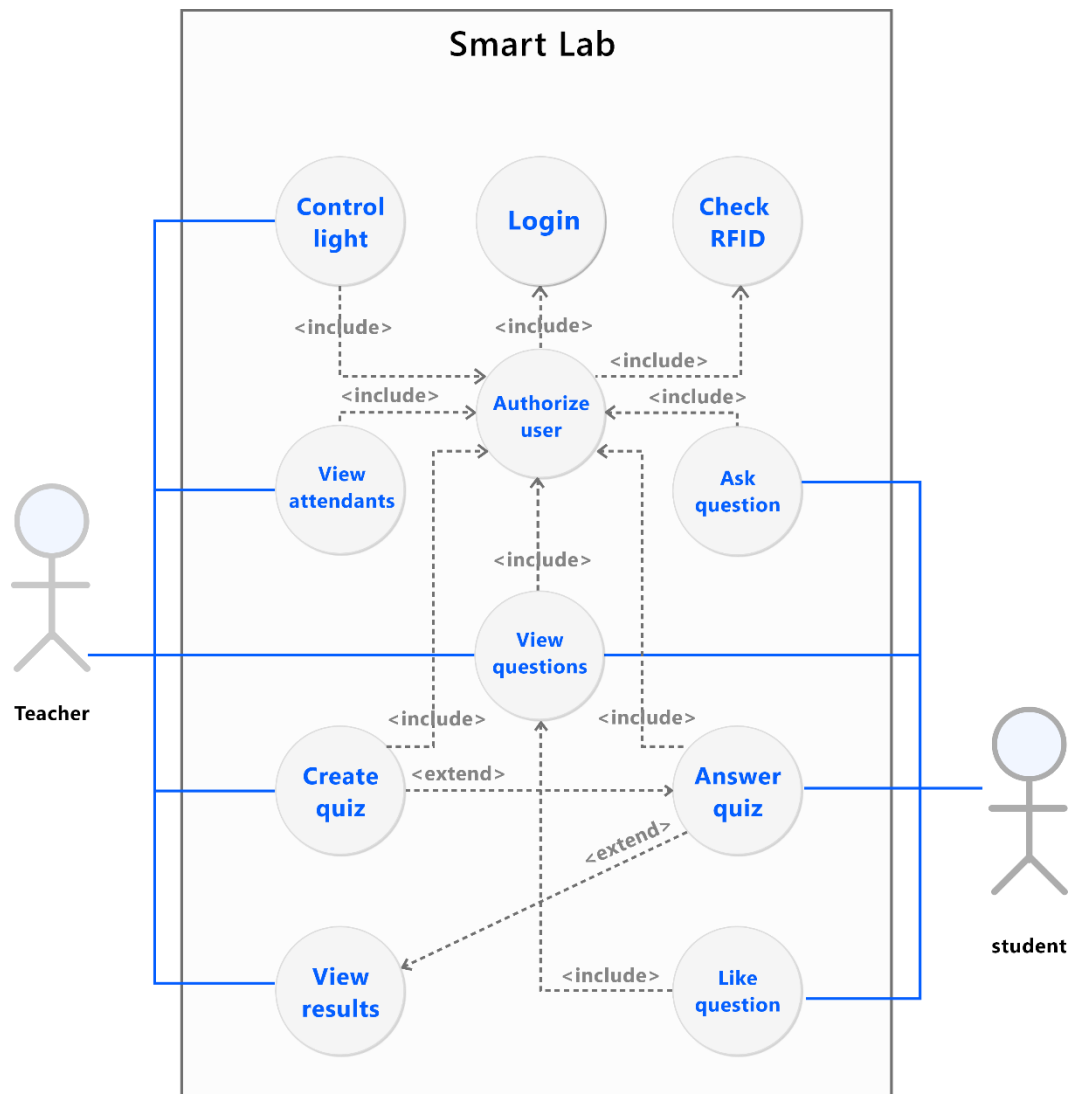 Smart Lab
Control
light
Login
Check
RFID
<include>
<include>
<include>
<include>
<include>
Authorize
user
View
attendants
Ask
question
<include>
View
questions
Teacher
<include>
<include>
Create
quiz
<extend>
Answer
quiz
<extend>
student
View
results
<include>
Like
question